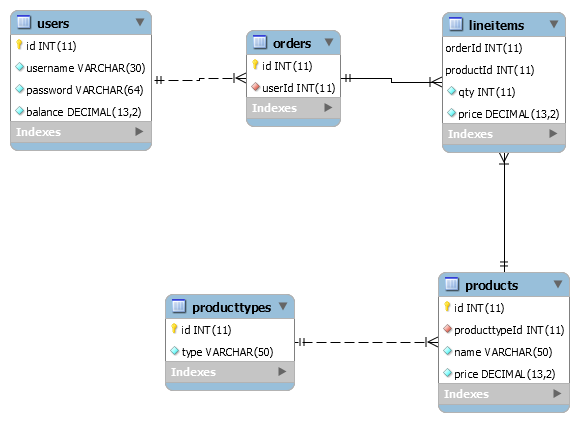 users
id INT(11)
username VARCHAR(30)
password VARCHAR(64)
balance DECIMAL(13,2)
Indexes
orders
id INT(11)
userId INT(11)
Indexes
lineitems
orderId INT(11)
productId INT(11)
qty INT(11)
price DECIMAL(13,2)
Indexes
producttypes
id INT(11)
type VARCHAR(50)
Indexes
products
id INT(11)
producttypeId INT(11)
name VARCHAR(50)
price DECIMAL(13,2)
Indexes